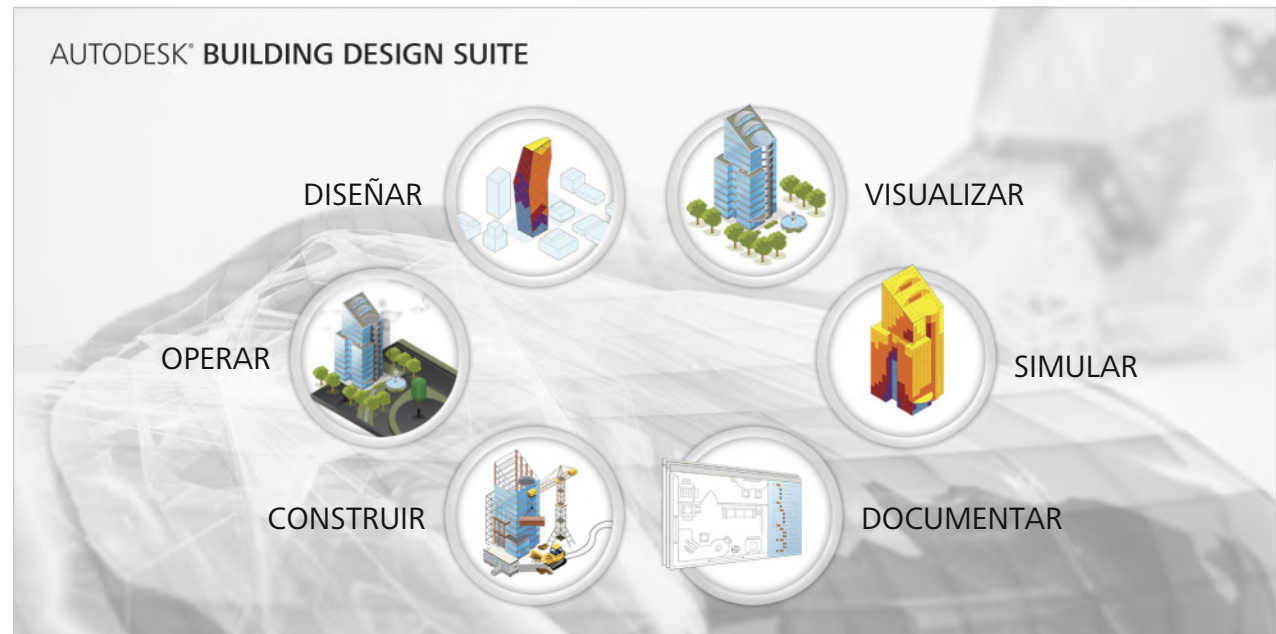 AUTODESK® BUILDING DESIGN SUITE
DISEÑAR
VISUALIZAR
OPERAR
SIMULAR
CONSTRUIR
DOCUMENTAR